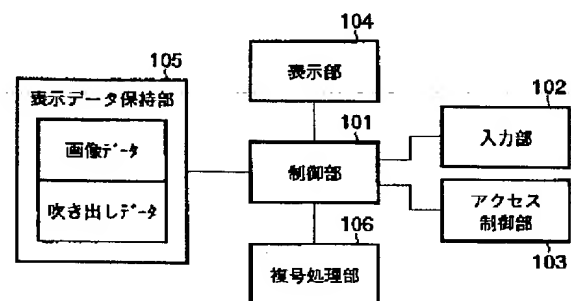 104
105
表示部
102
表示データ保持部
101
入力部
画像データ
制御部
吹き出しデータ
アクセス
制御部
106
103
復号処理部